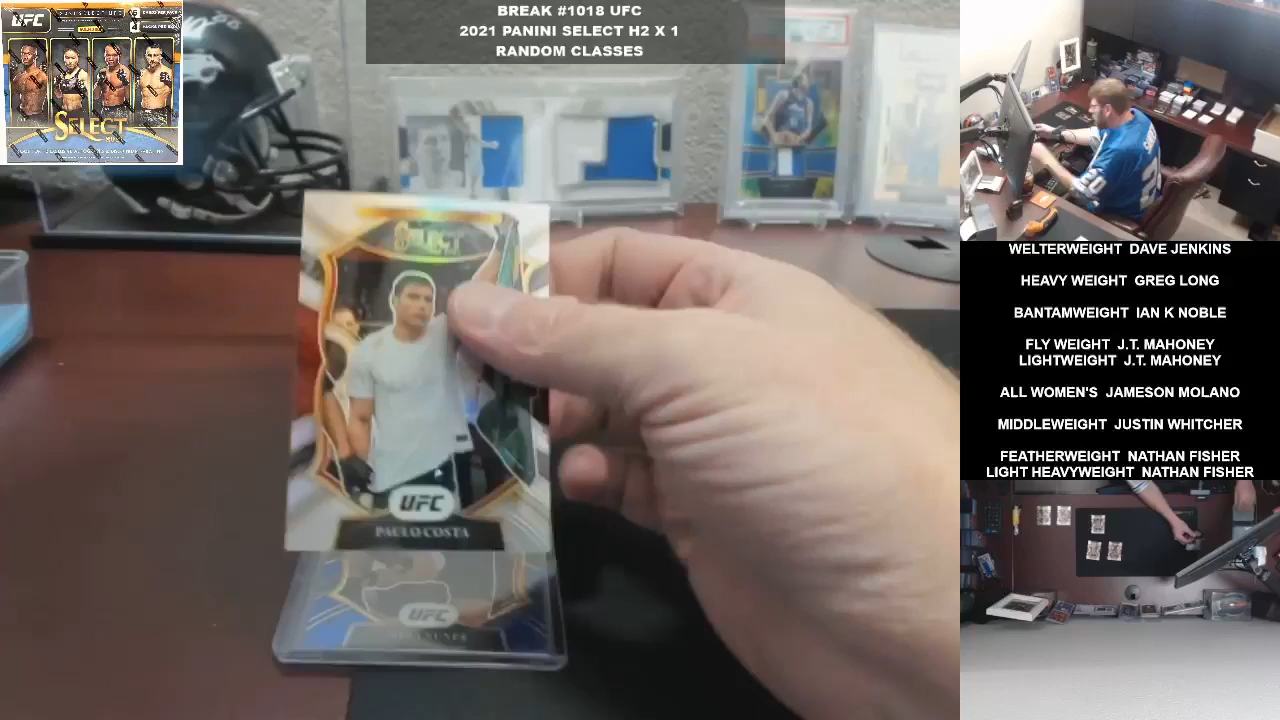 BREAK #1018 UFC
2021 PANINI SELECT H2 X 1
RANDOM CLASSES
UFC
SELECT
SELECT
UFC
PAULO COSTA
UFC
WELTERWEIGHT DAVE JENKINS
HEAVY WEIGHT GREG LONG
BANTAMWEIGHT IAN K NOBLE
FLY WEIGHT J.T. MAHONEY
LIGHTWEIGHT J.T. MAHONEY
ALL WOMEN'S JAMESON MOLANO
MIDDLEWEIGHT JUSTIN WHITCHER
FEATHERWEIGHT NATHAN FISHER
LIGHT HEAVYWEIGHT NATHAN FISHER